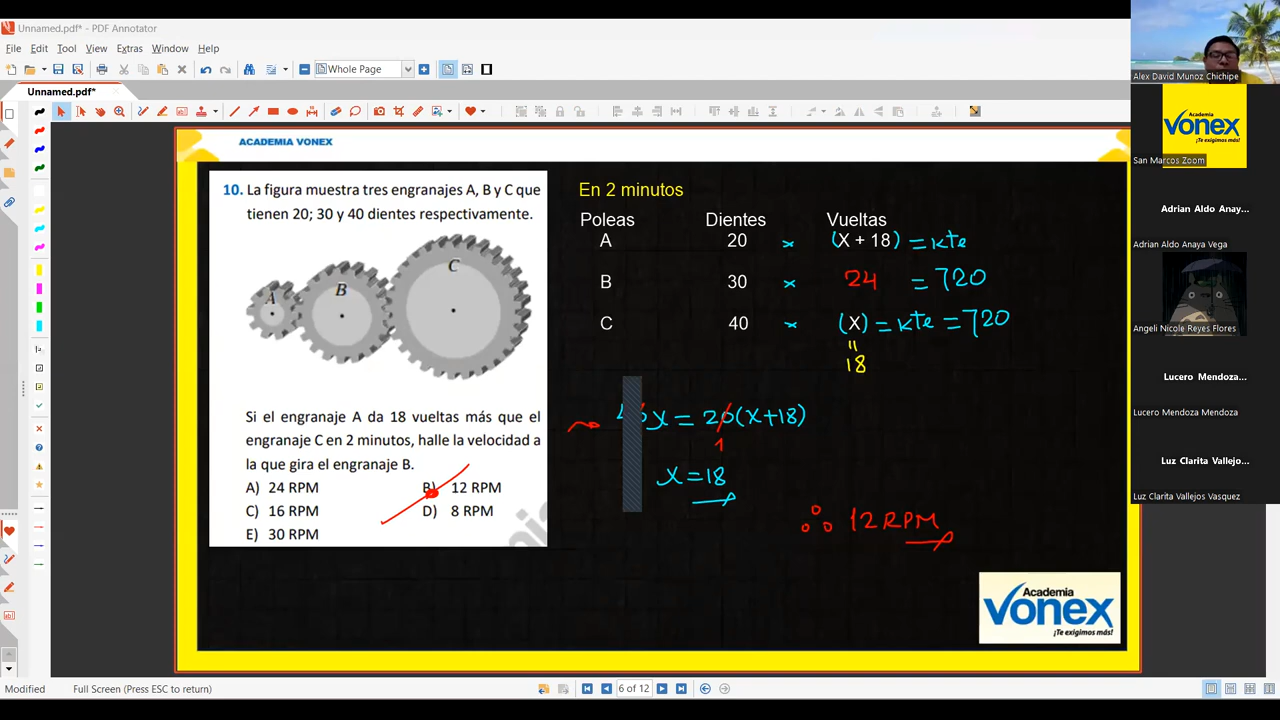 Unnamed.pdf* - PDF Annotator
File Edit Tool View Extras Window Help
Whole Page
Unnamed.pdf*
ACADEMIA VONEX
10. La figura muestra tres engranajes A, B y C que
tienen 20; 30 y 40 dientes respectivamente.
A B C
Si el engranaje A da 18 vueltas más que el
engranaje C en 2 minutos, halle la velocidad a
la que gira el engranaje B.
A) 24 RPM B) 12 RPM
C) 16 RPM D) 8 RPM
E) 30 RPM
En 2 minutos
Poleas Dientes Vueltas
A 20 x (X + 18) = kte
B 30 x 24 = 720
C 40 x (X) = kte = 720
"
18
x = 20(x+18)
1
x = 18
∴ 12 RPM
Academia
Vonex
¡Te exigimos más!
Alex David Munoz Chichipe
Academia
Vonex
¡Te exigimos más!
San Marcos Zoom
Adrian Aldo Anay...
Adrian Aldo Anaya Vega
Angeli Nicole Reyes Flores
Lucero Mendoza...
Lucero Mendoza Mendoza
Luz Clarita Vallejo...
Luz Clarita Vallejos Vasquez
Modified Full Screen (Press ESC to return) 6 of 12